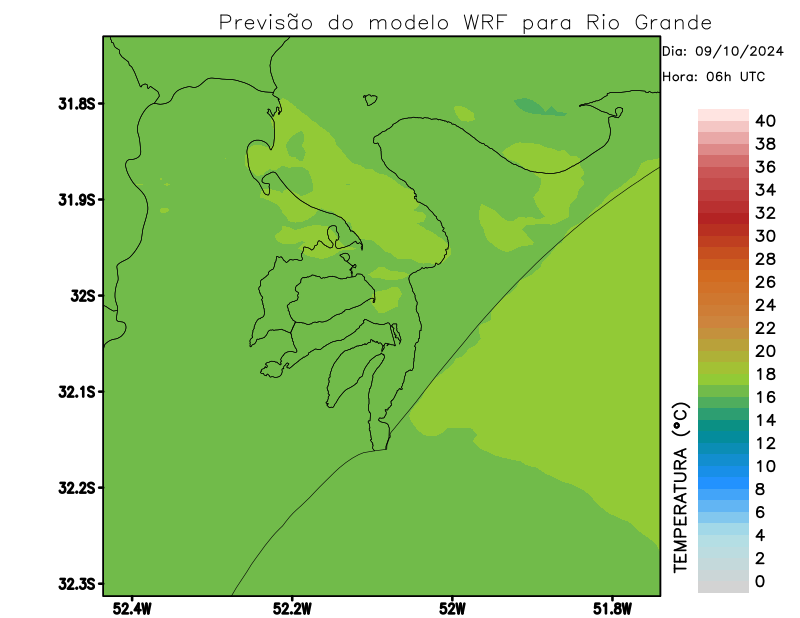 Previsão do modelo WRF para Rio Grande
Dia: 09/10/2024
Hora: 06h UTC
31.8S
31.9S
32S
32.1S
32.2S
32.3S
52.4W
52.2W
52W
51.8W
TEMPERATURA (°C)
40
38
36
34
32
30
28
26
24
22
20
18
16
14
12
10
8
6
4
2
0